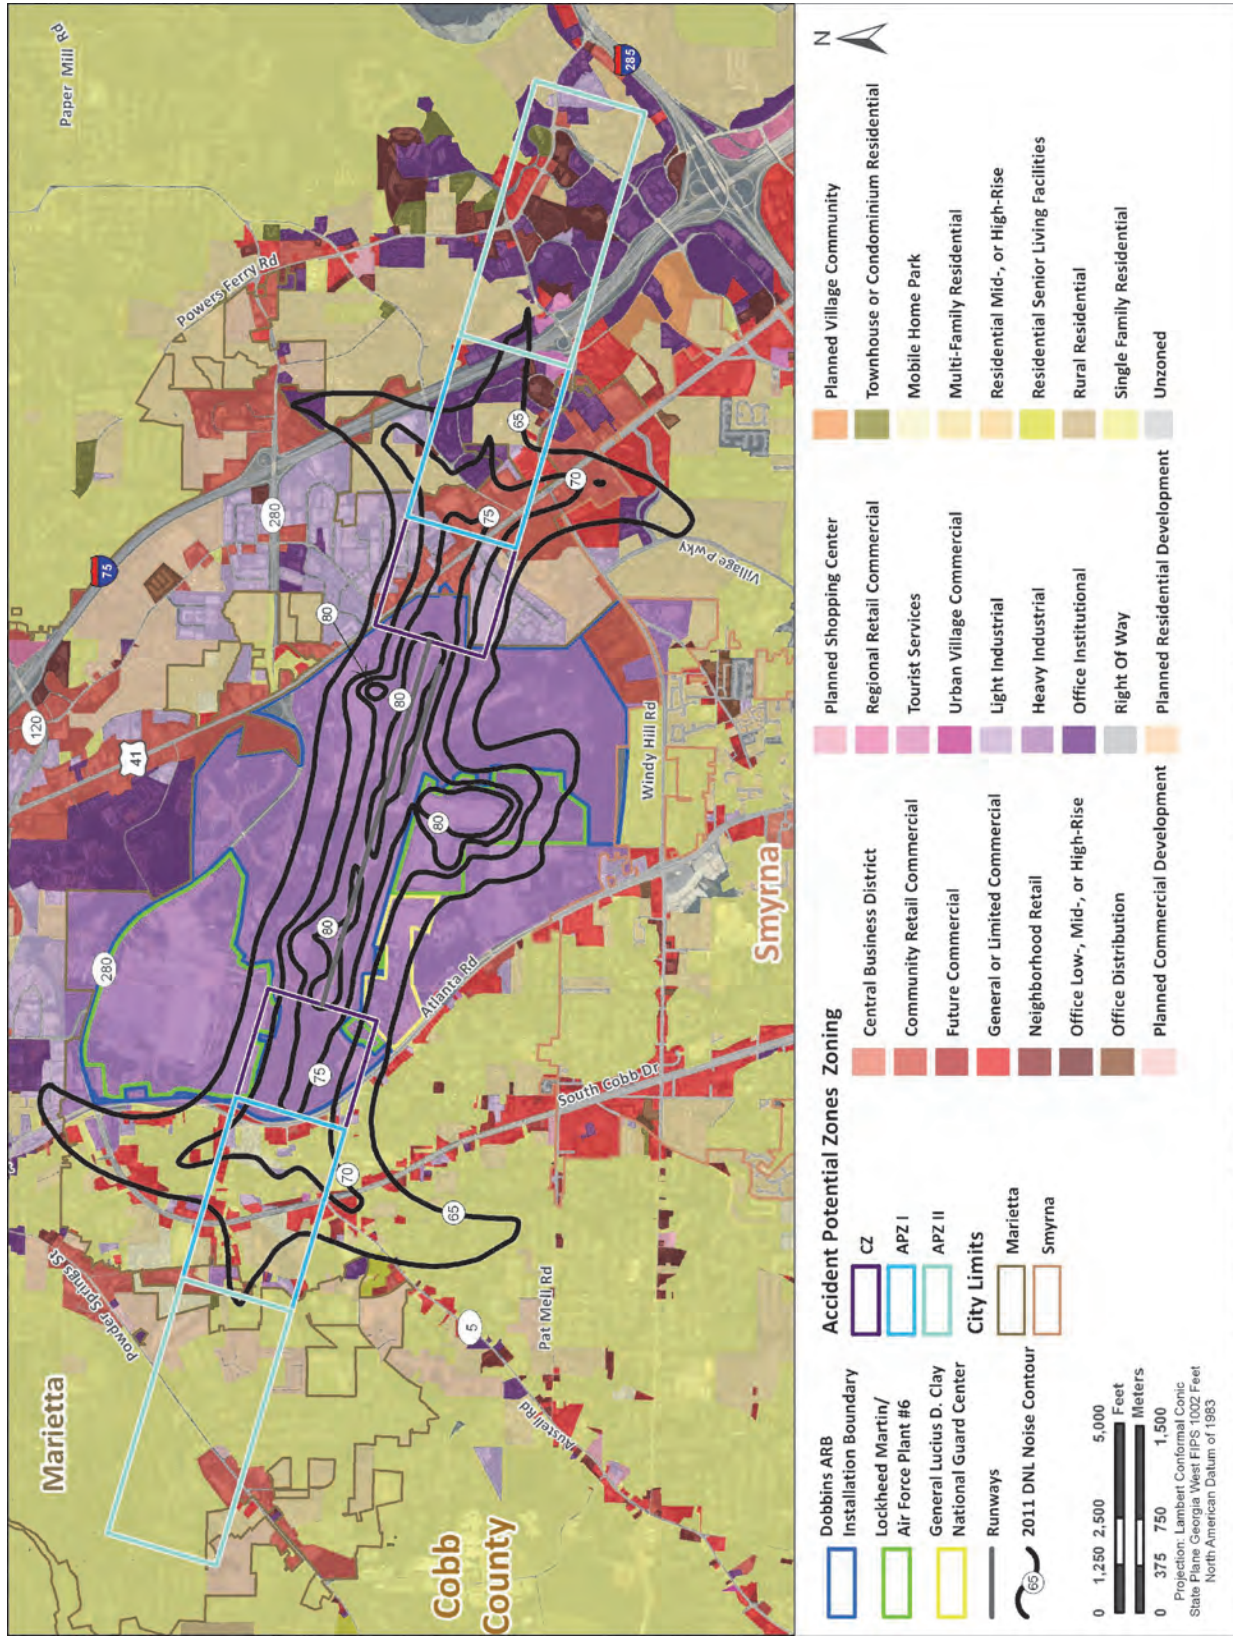 Marietta
Cobb
County
Smyrna
Powder Springs St
Austell Rd
Pat Mell Rd
South Cobb Dr
Atlanta Rd
Windy Hill Rd
Village Pwky
Powers Ferry Rd
Paper Mill Rd
5
280
120
41
75
280
285
65
70
75
80
80
80
80
75
70
65
Dobbins ARB
Installation Boundary
Lockheed Martin/
Air Force Plant #6
General Lucius D. Clay
National Guard Center
Runways
65
2011 DNL Noise Contour
Accident Potential Zones
CZ
APZ I
APZ II
City Limits
Marietta
Smyrna
Zoning
Central Business District
Community Retail Commercial
Future Commercial
General or Limited Commercial
Neighborhood Retail
Office Low-, Mid-, or High-Rise
Office Distribution
Planned Commercial Development
Planned Shopping Center
Regional Retail Commercial
Tourist Services
Urban Village Commercial
Light Industrial
Heavy Industrial
Office Institutional
Right Of Way
Planned Residential Development
Planned Village Community
Townhouse or Condominium Residential
Mobile Home Park
Multi-Family Residential
Residential Mid-, or High-Rise
Residential Senior Living Facilities
Rural Residential
Single Family Residential
Unzoned
N
0 1,250 2,500 5,000
Feet
Meters
0 375 750 1,500
Projection: Lambert Conformal Conic
State Plane Georgia West FIPS 1002 Feet
North American Datum of 1983